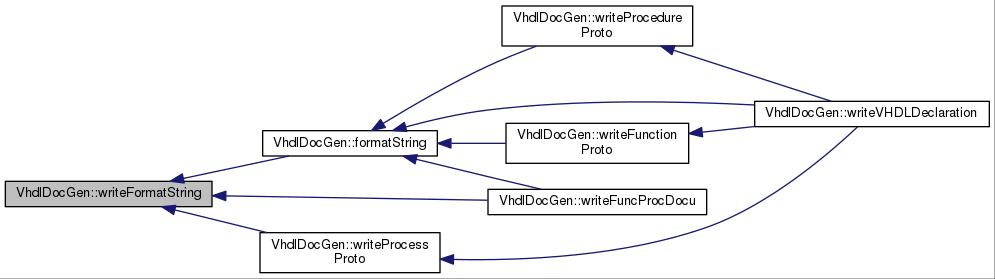 VhdlDocGen::writeProcedure
Proto
VhdlDocGen::writeVHDLDeclaration
VhdlDocGen::writeFunction
Proto
VhdlDocGen::formatString
VhdlDocGen::writeFormatString
VhdlDocGen::writeFuncProcDocu
VhdlDocGen::writeProcess
Proto